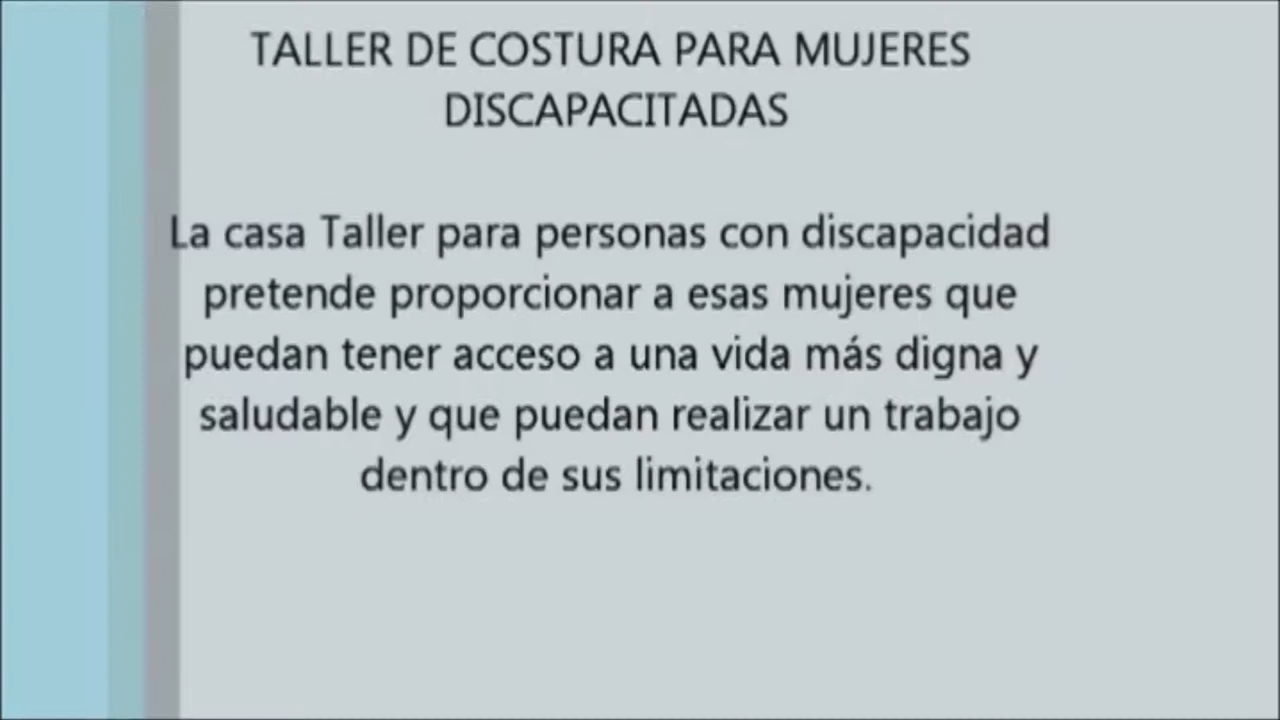 TALLER DE COSTURA PARA MUJERES
DISCAPACITADAS
La casa Taller para personas con discapacidad
pretende proporcionar a esas mujeres que
puedan tener acceso a una vida más digna y
saludable y que puedan realizar un trabajo
dentro de sus limitaciones.